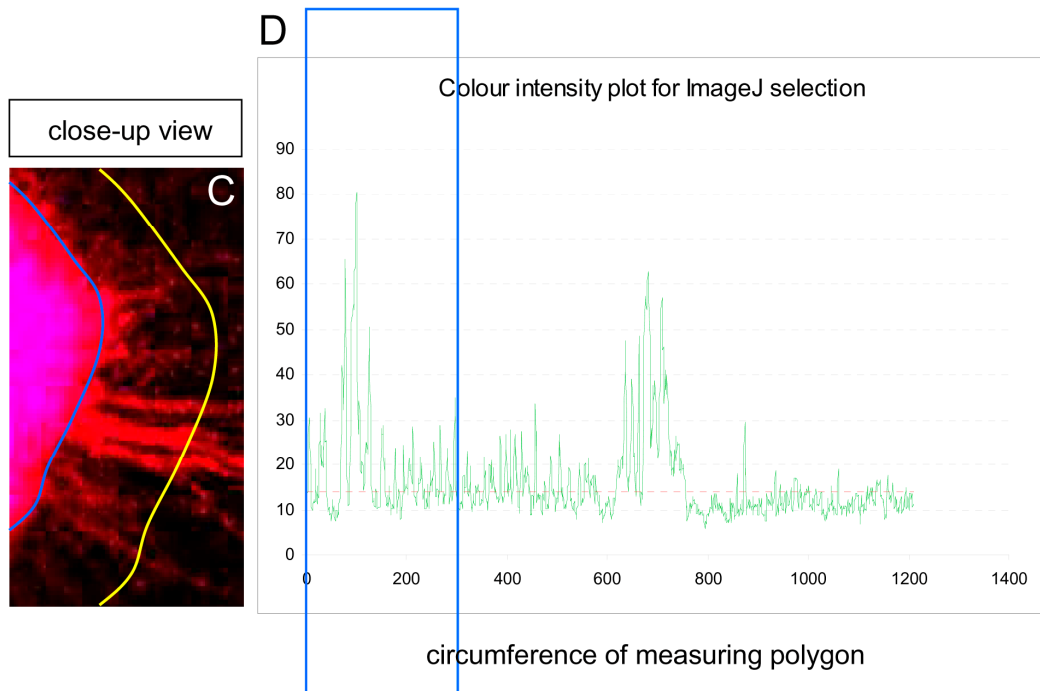 D
Colour intensity plot for ImageJ selection
close-up view
C
90
80
70
60
50
40
30
20
10
0
0 200 400 600 800 1000 1200 1400
circumference of measuring polygon